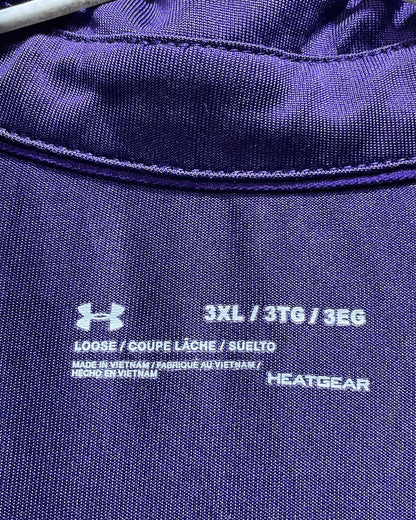 3XL / 3TG / 3EG
LOOSE / COUPE LÂCHE / SUELTO
MADE IN VIETNAM / FABRIQUÉ AU VIETNAM /
HECHO EN VIETNAM
HEATGEAR